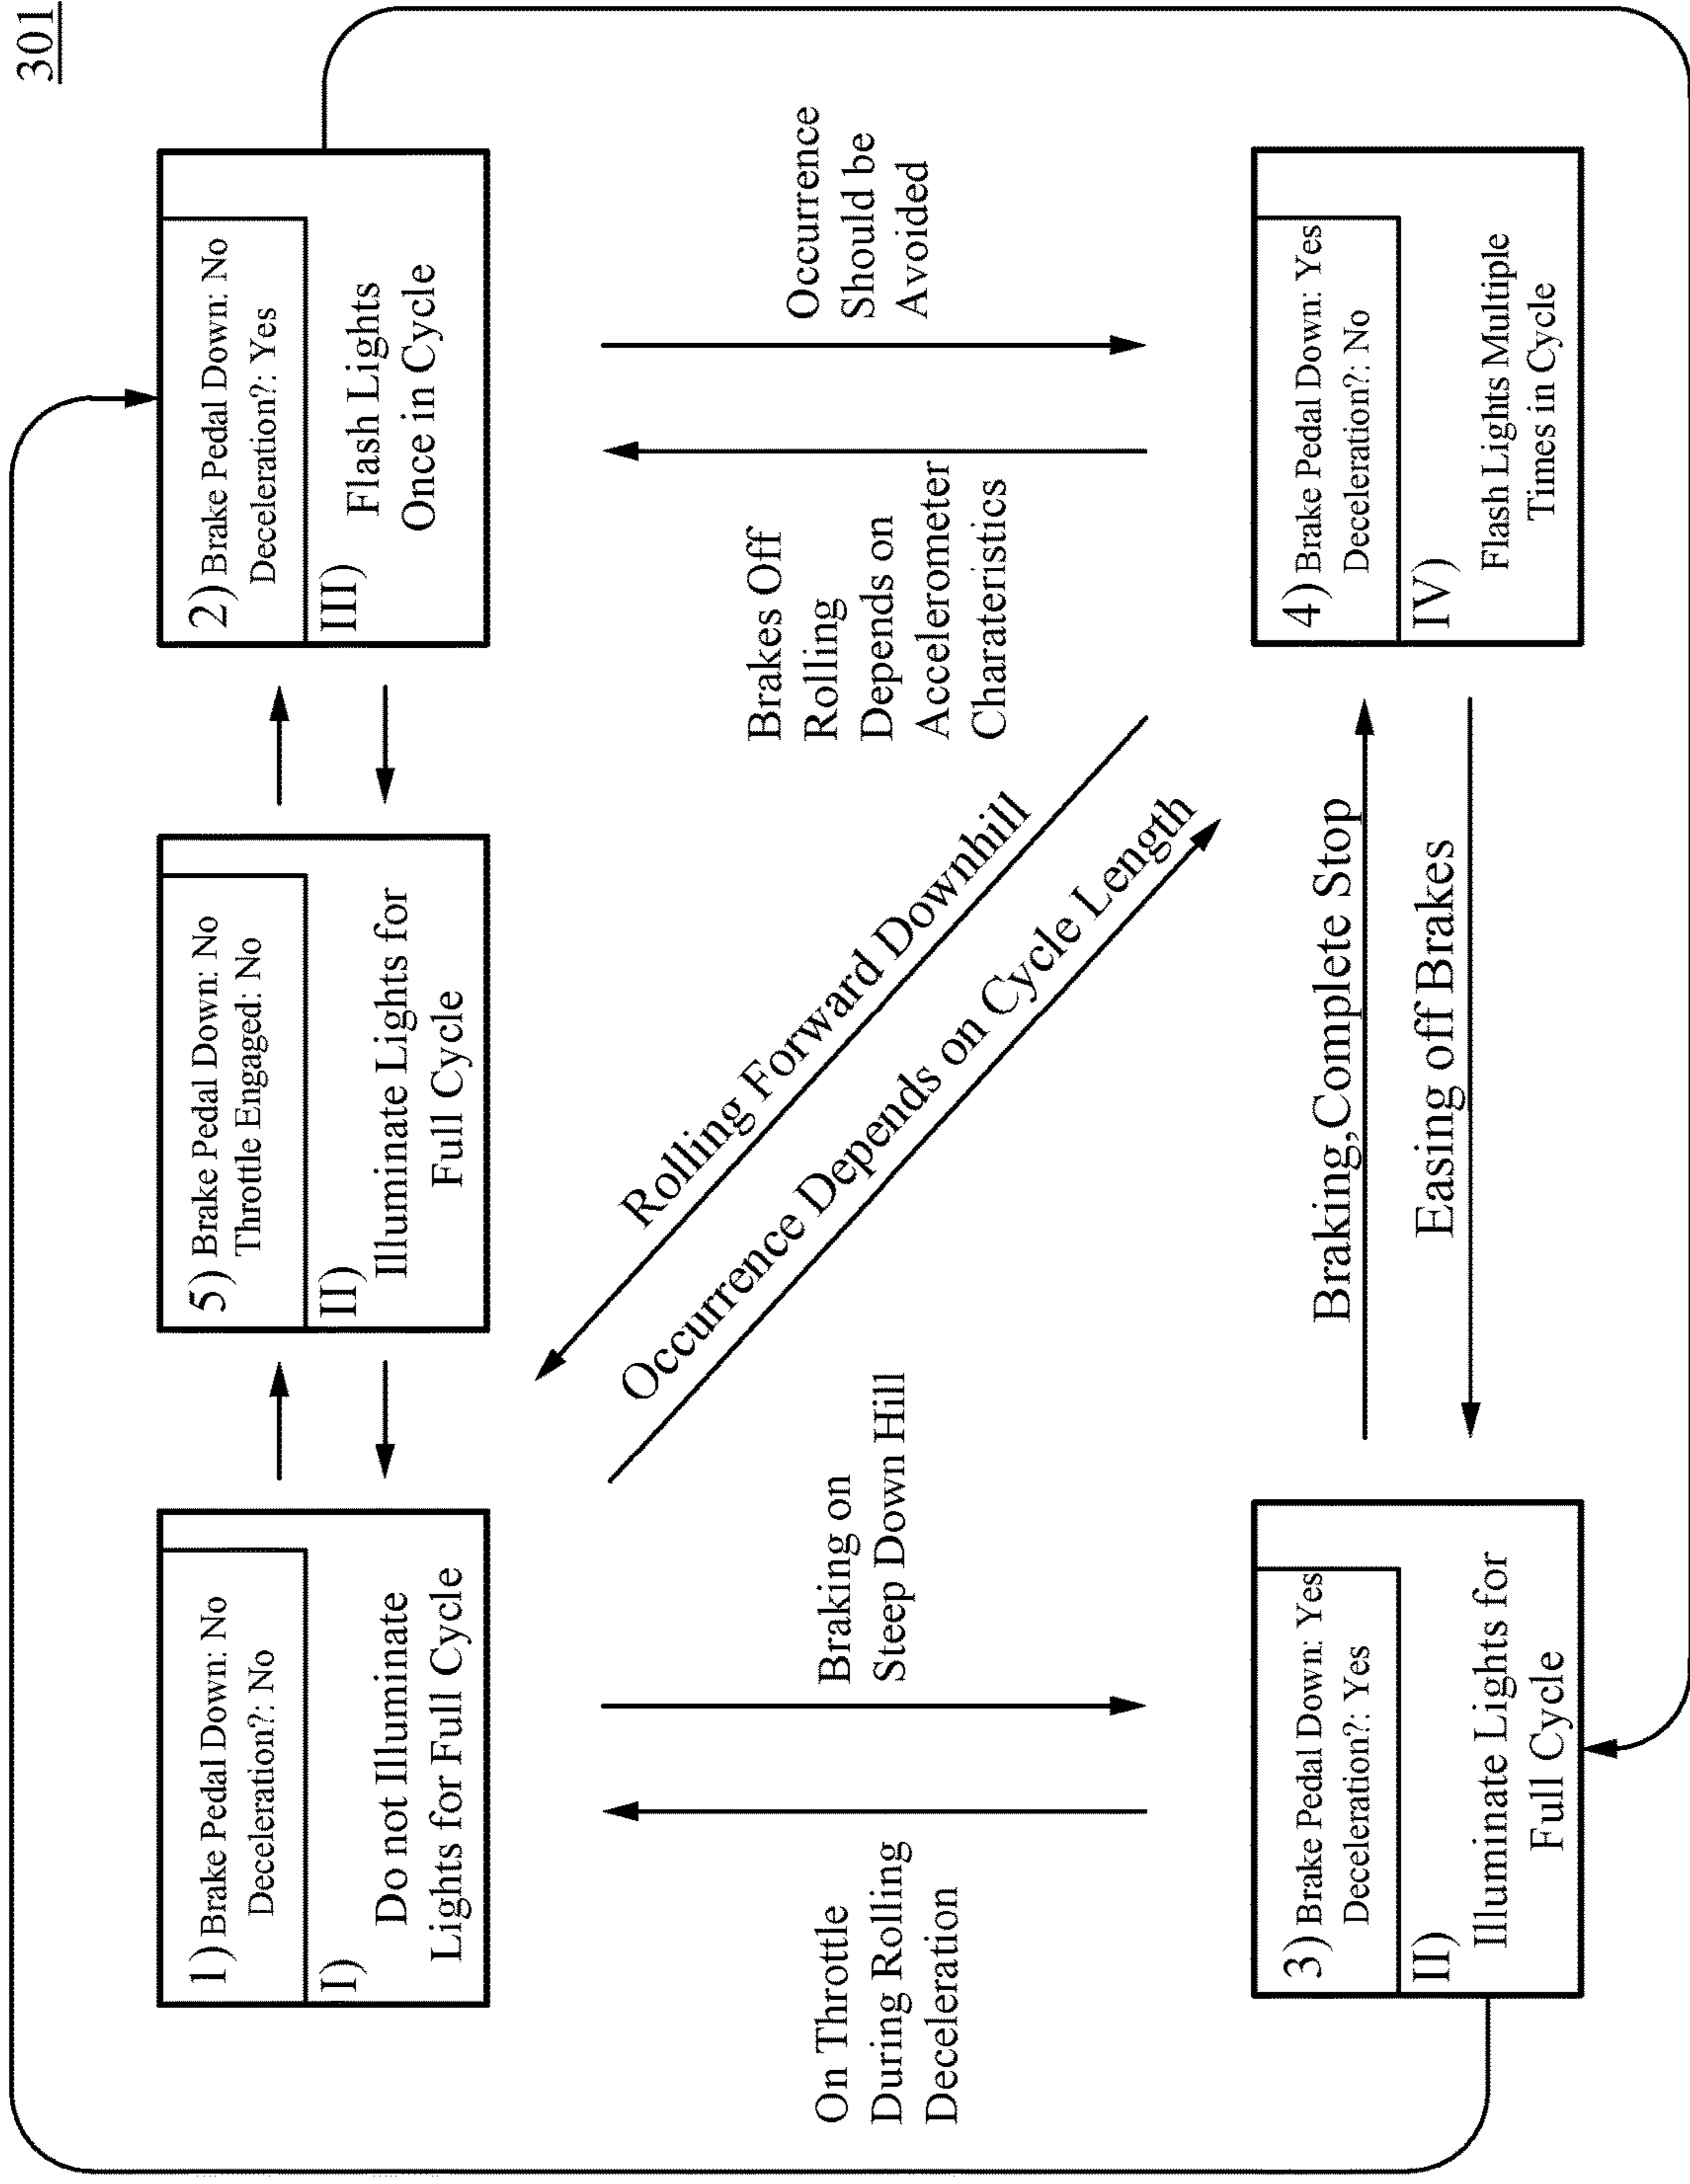 301
1) Brake Pedal Down: No
Deceleration?: No
I)
Do not Illuminate
Lights for Full Cycle
5) Brake Pedal Down: No
Throttle Engaged: No
II)
Illuminate Lights for
Full Cycle
2) Brake Pedal Down: No
Deceleration?: Yes
III)
Flash Lights
Once in Cycle
On Throttle
During Rolling
Deceleration
Braking on
Steep Down Hill
Rolling Forward Downhill
Occurrence Depends on Cycle Length
Brakes Off
Rolling
Depends on
Accelerometer
Charateristics
Occurrence
Should be
Avoided
3) Brake Pedal Down: Yes
Deceleration?: Yes
II)
Illuminate Lights for
Full Cycle
Braking,Complete Stop
Easing off Brakes
4) Brake Pedal Down: Yes
Deceleration?: No
IV)
Flash Lights Multiple
Times in Cycle